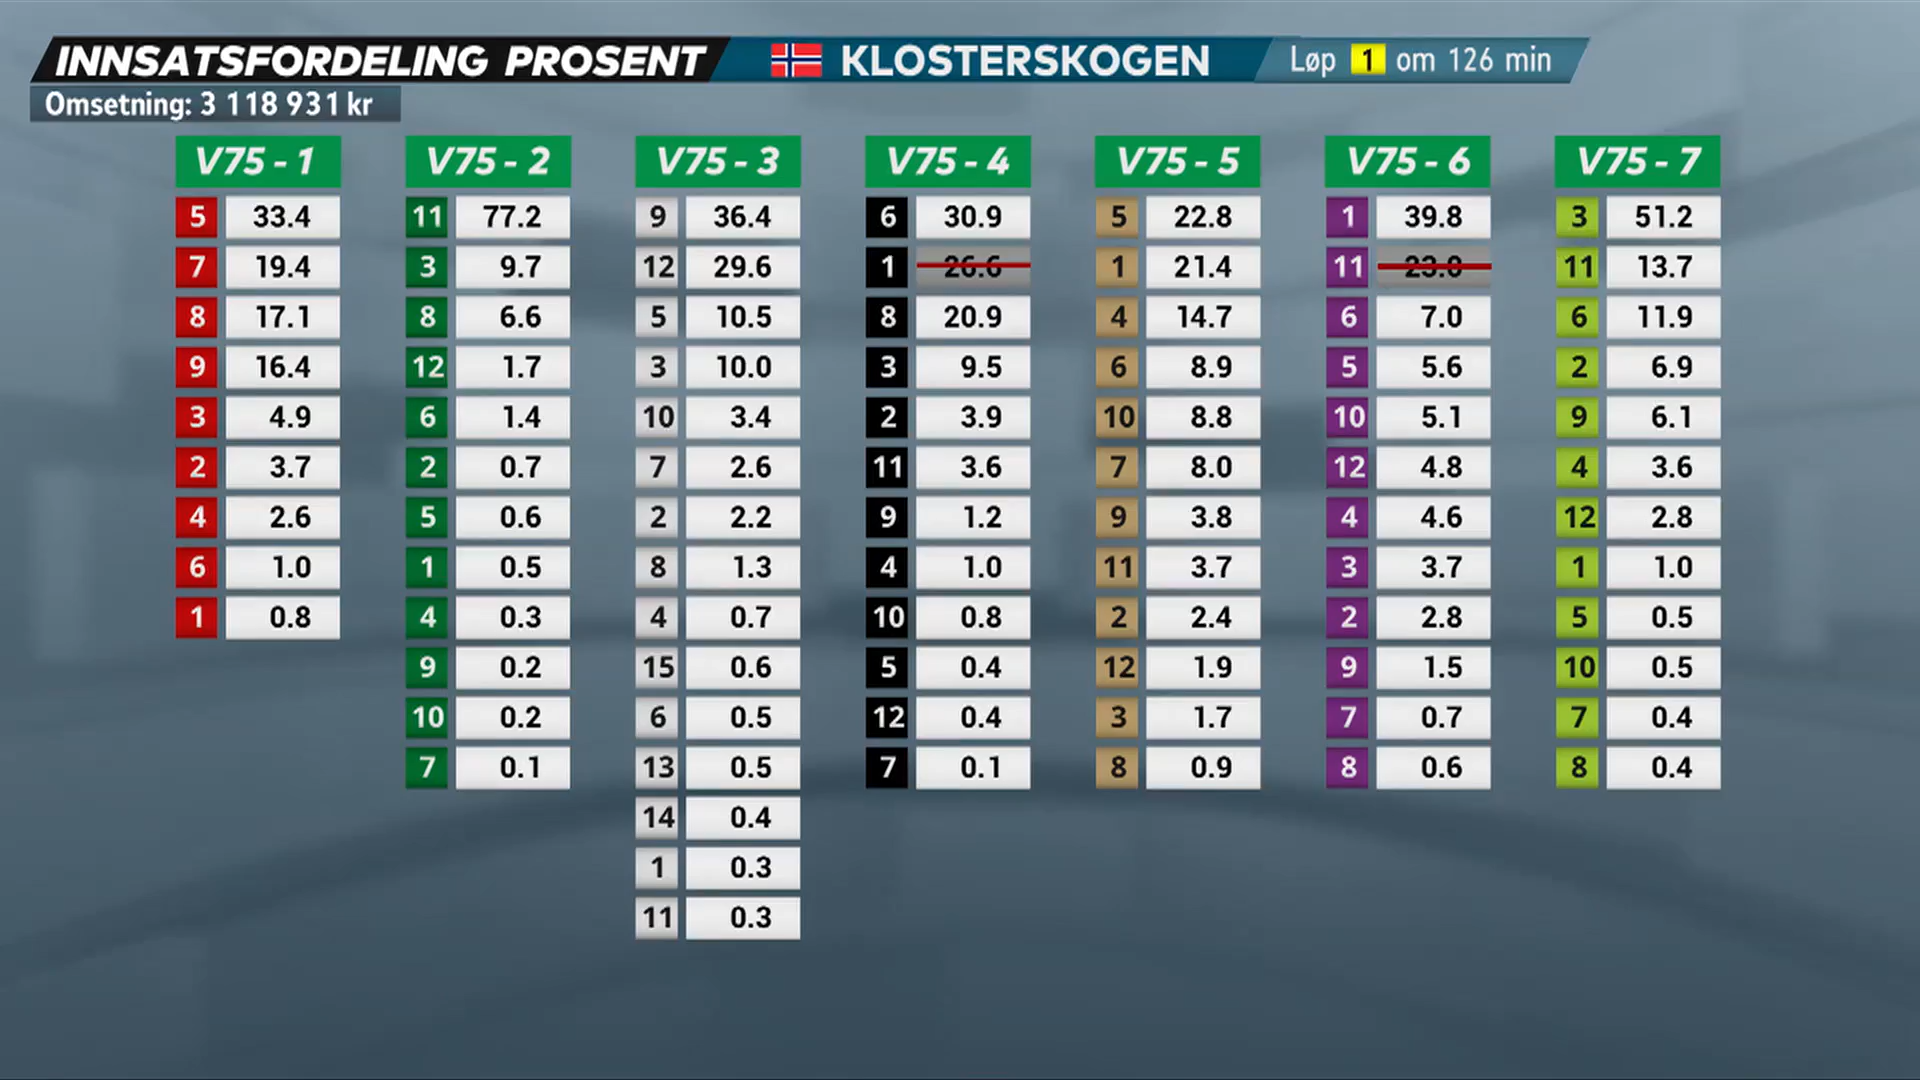 INNSATSFORDELING PROSENT KLOSTERSKOGEN Løp 1 om 126 min
Omsetning: 3 118 931 kr
V75 - 1 V75 - 2 V75 - 3 V75 - 4 V75 - 5 V75 - 6 V75 - 7
5 33.4 11 77.2 9 36.4 6 30.9 5 22.8 1 39.8 3 51.2
7 19.4 3 9.7 12 29.6 1 26.6 1 21.4 11 23.0 11 13.7
8 17.1 8 6.6 5 10.5 8 20.9 4 14.7 6 7.0 6 11.9
9 16.4 12 1.7 3 10.0 3 9.5 6 8.9 5 5.6 2 6.9
3 4.9 6 1.4 10 3.4 2 3.9 10 8.8 10 5.1 9 6.1
2 3.7 2 0.7 7 2.6 11 3.6 7 8.0 12 4.8 4 3.6
4 2.6 5 0.6 2 2.2 9 1.2 9 3.8 4 4.6 12 2.8
6 1.0 1 0.5 8 1.3 4 1.0 11 3.7 3 3.7 1 1.0
1 0.8 4 0.3 4 0.7 10 0.8 2 2.4 2 2.8 5 0.5
9 0.2 15 0.6 5 0.4 12 1.9 9 1.5 10 0.5
10 0.2 6 0.5 12 0.4 3 1.7 7 0.7 7 0.4
7 0.1 13 0.5 7 0.1 8 0.9 8 0.6 8 0.4
14 0.4
1 0.3
11 0.3